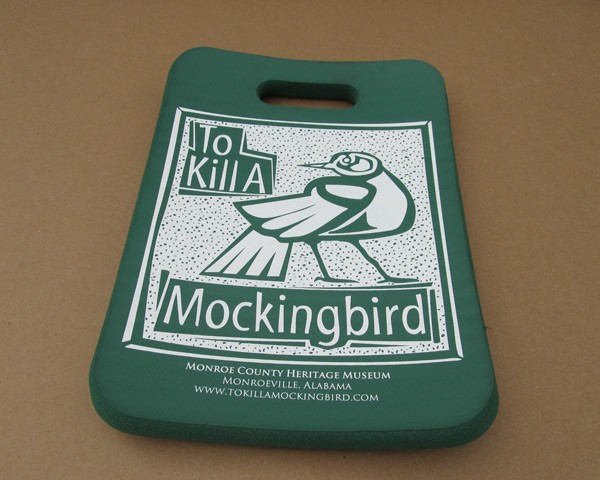 To
Kill A
Mockingbird
Monroe County Heritage Museum
Monroeville, Alabama
www.tokillamockingbird.com